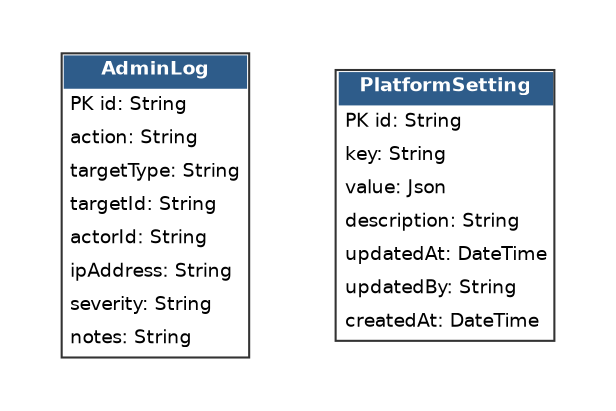 AdminLog
PK id: String
action: String
targetType: String
targetId: String
actorId: String
ipAddress: String
severity: String
notes: String
PlatformSetting
PK id: String
key: String
value: Json
description: String
updatedAt: DateTime
updatedBy: String
createdAt: DateTime